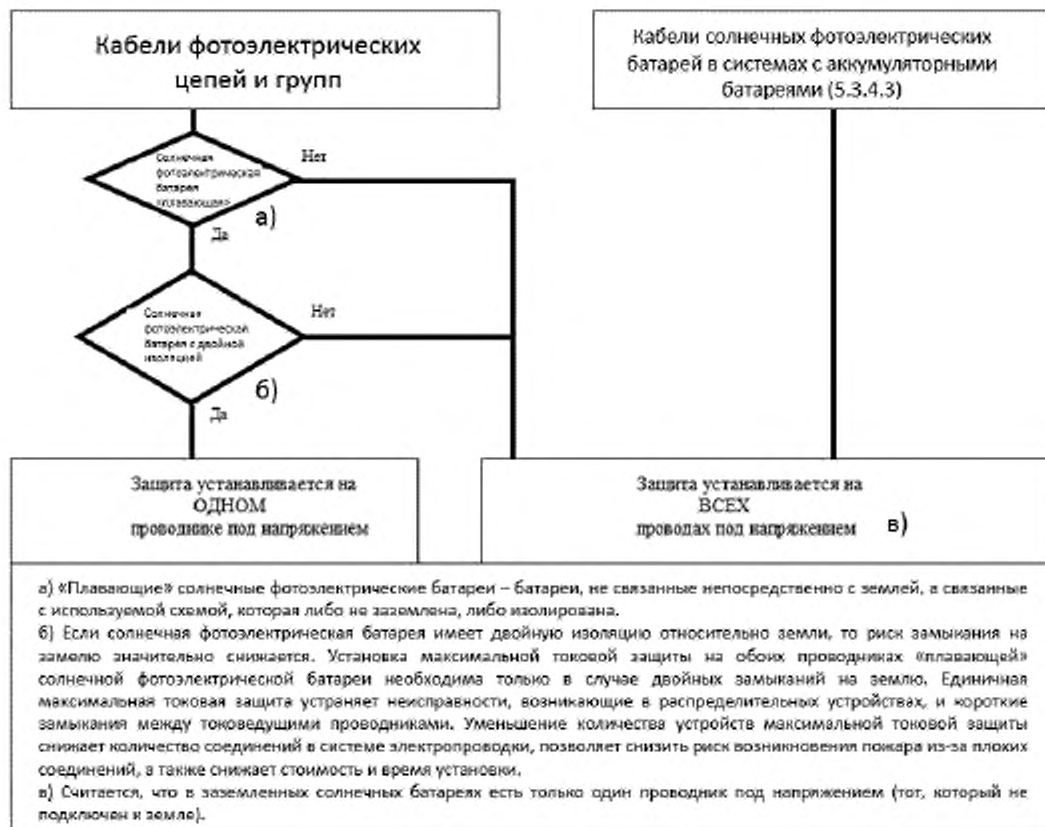 Кабели фотоэлектрических
цепей и групп
Кабели солнечных фотоэлектрических
батарей в системах с аккумуляторными
батареями (5.3.4.3)
Солнечная
фотоэлектрическая
батарея
«плавающая»
Нет
а)
Да
Солнечная
фотоэлектрическая
батарея с двойной
изоляцией
Нет
б)
Да
Защита устанавливается на
ОДНОМ
проводнике под напряжением
Защита устанавливается на
ВСЕХ
проводах под напряжением
в)
а) «Плавающие» солнечные фотоэлектрические батареи – батареи, не связанные непосредственно с землей, а связанные
с используемой схемой, которая либо не заземлена, либо изолирована.
б) Если солнечная фотоэлектрическая батарея имеет двойную изоляцию относительно земли, то риск замыкания на
замелю значительно снижается. Установка максимальной токовой защиты на обоих проводниках «плавающей»
солнечной фотоэлектрической батареи необходима только в случае двойных замыканий на землю. Единичная
максимальная токовая защита устраняет неисправности, возникающие в распределительных устройствах, и короткие
замыкания между токоведущими проводниками. Уменьшение количества устройств максимальной токовой защиты
снижает количество соединений в системе электропроводки, позволяет снизить риск возникновения пожара из-за плохих
соединений, а также снижает стоимость и время установки.
в) Считается, что в заземленных солнечных батареях есть только один проводник под напряжением (тот, который не
подключен к земле).